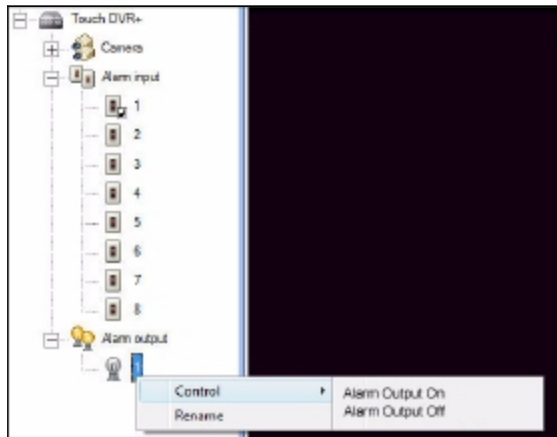 Touch DVR+
Camera
Alarm input
1
2
3
4
5
6
7
8
Alarm output
1
Control
Alarm Output On
Alarm Output Off
Rename